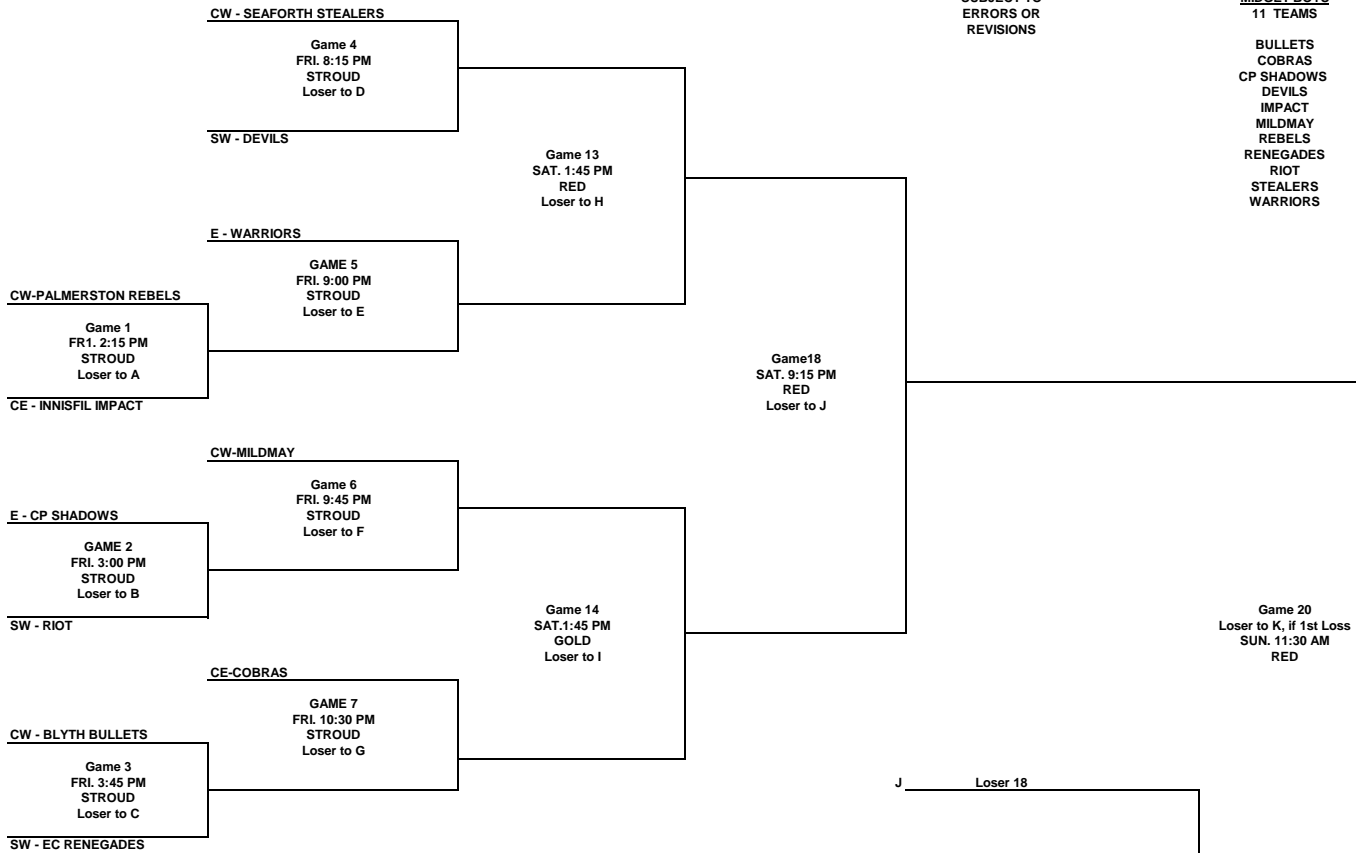 CW - SEAFORTH STEALERS
Game 4
FRI. 8:15 PM
STROUD
Loser to D
SW - DEVILS
ERRORS OR
REVISIONS
11 TEAMS
BULLETS
COBRAS
CP SHADOWS
DEVILS
IMPACT
MILDMAY
REBELS
RENEGADES
RIOT
STEALERS
WARRIORS
Game 13
SAT. 1:45 PM
RED
Loser to H
E - WARRIORS
GAME 5
FRI. 9:00 PM
STROUD
Loser to E
CW-PALMERSTON REBELS
Game 1
FR1. 2:15 PM
STROUD
Loser to A
CE - INNISFIL IMPACT
Game18
SAT. 9:15 PM
RED
Loser to J
CW-MILDMAY
Game 6
FRI. 9:45 PM
STROUD
Loser to F
E - CP SHADOWS
GAME 2
FRI. 3:00 PM
STROUD
Loser to B
SW - RIOT
Game 14
SAT.1:45 PM
GOLD
Loser to I
Game 20
Loser to K, if 1st Loss
SUN. 11:30 AM
RED
CE-COBRAS
GAME 7
FRI. 10:30 PM
STROUD
Loser to G
CW - BLYTH BULLETS
Game 3
FRI. 3:45 PM
STROUD
Loser to C
SW - EC RENEGADES
J Loser 18